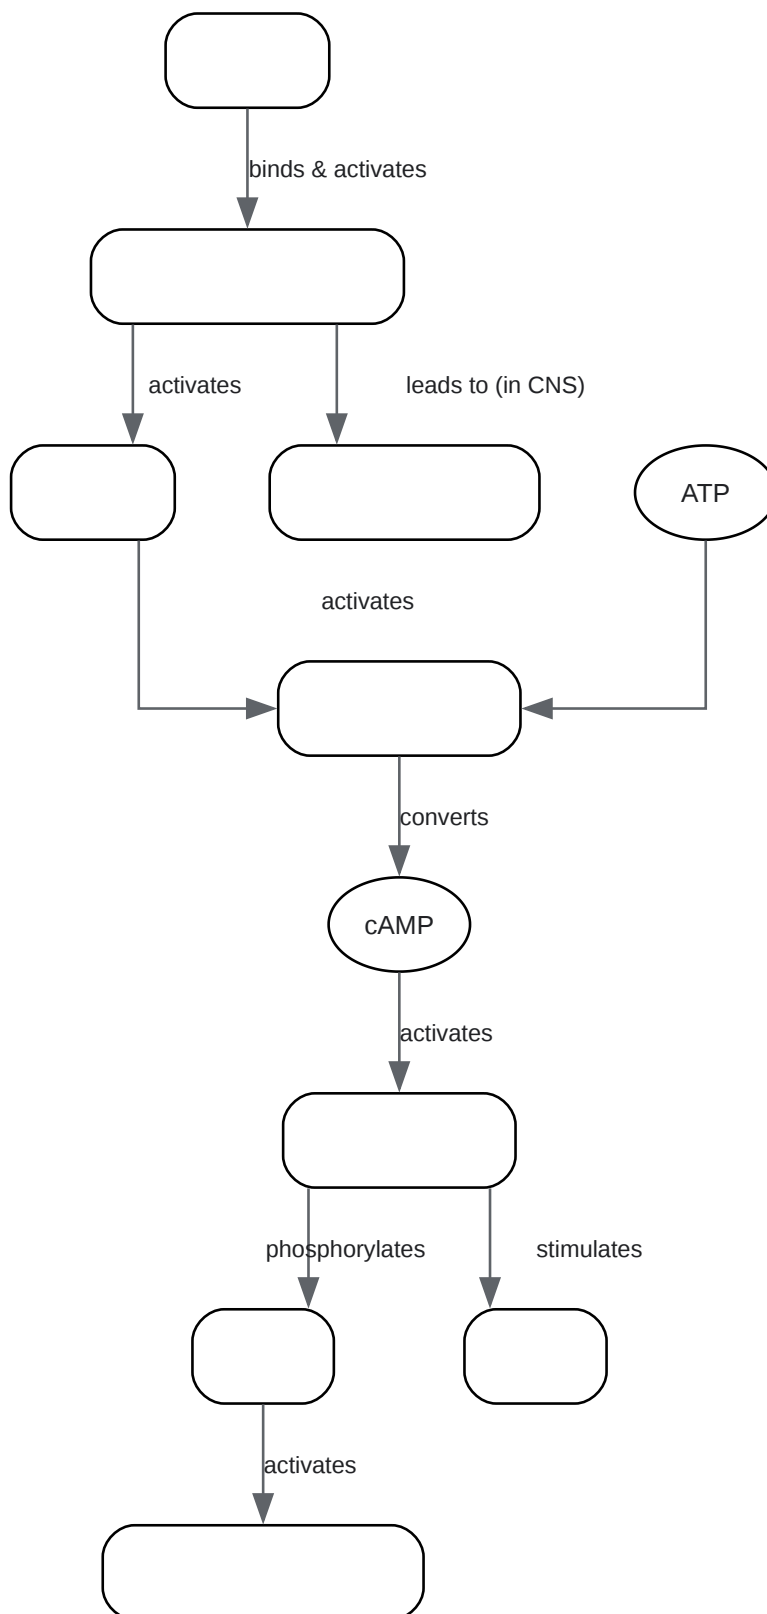 binds & activates
activates
leads to (in CNS)
ATP
activates
converts
cAMP
activates
phosphorylates
stimulates
activates